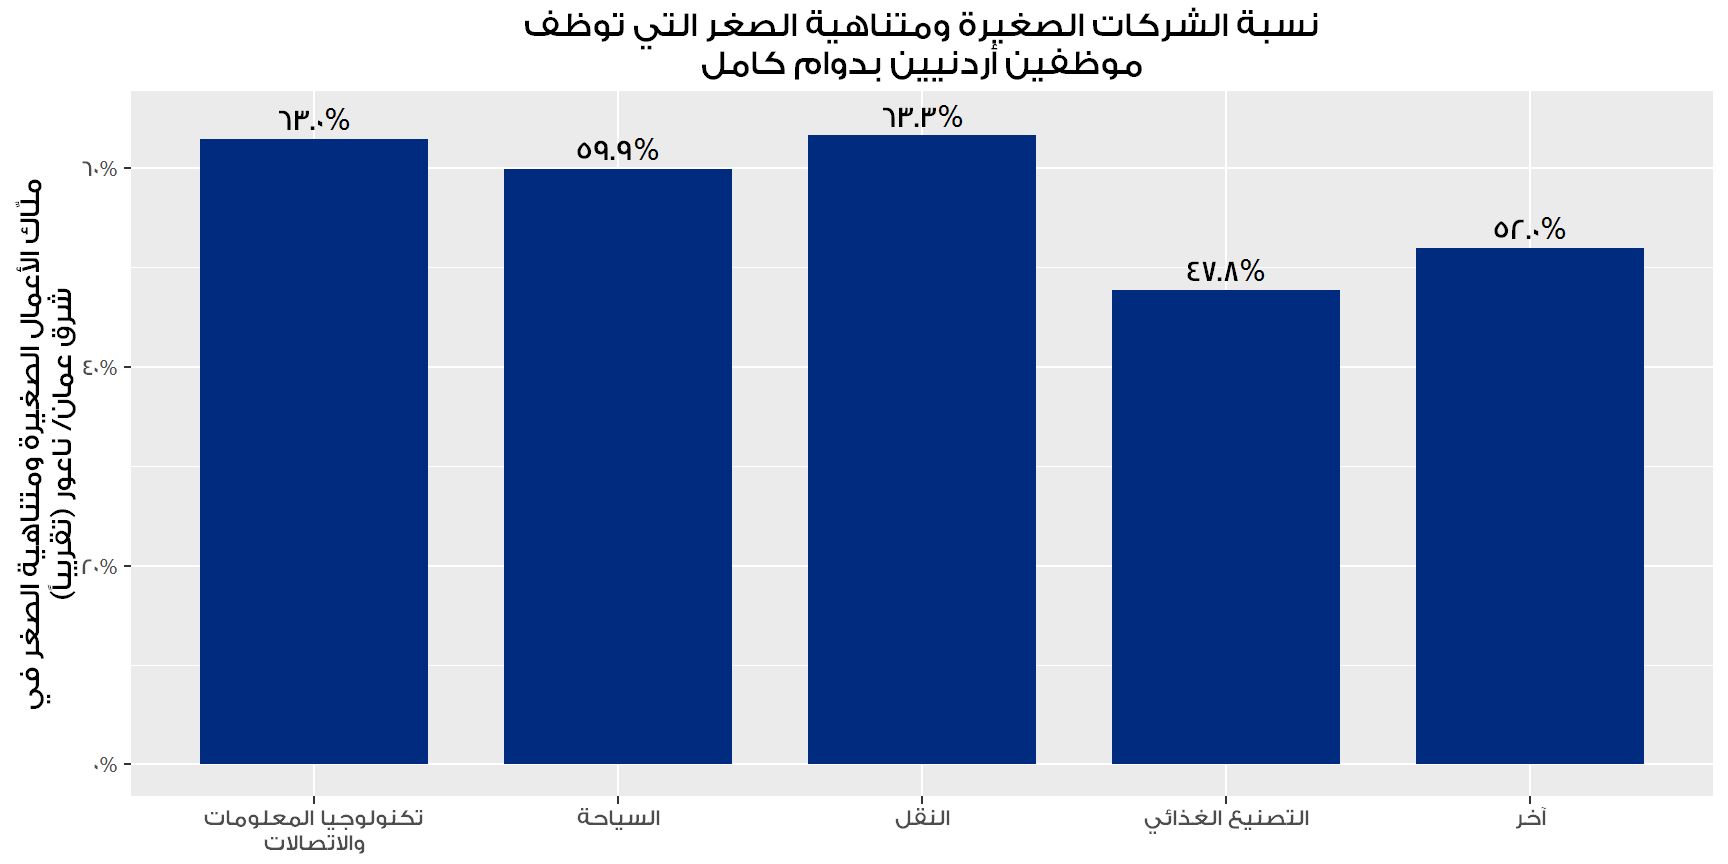 نسبة الشركات الصغيرة ومتناهية الصغر التي توظف
موظفين أردنيين بدوام كامل
ملّاك الأعمال الصغيرة ومتناهية الصغر في
شرق عمان/ ناعور (تقريباً)
٦٠%
٤٠%
٢٠%
٠%
٦٣.٠%
٥٩.٩%
٦٣.٣%
٤٧.٨%
٥٢.٠%
تكنولوجيا المعلومات
والاتصالات
السياحة
النقل
التصنيع الغذائي
آخر